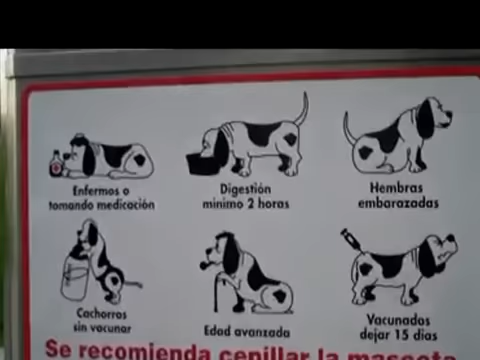 Enfermos o
tomando medicación
Digestión
mínimo 2 horas
Hembras
embarazadas
Cachorros
sin vacunar
Edad avanzada
Vacunados
dejar 15 días
Se recomienda cepillar la mascota